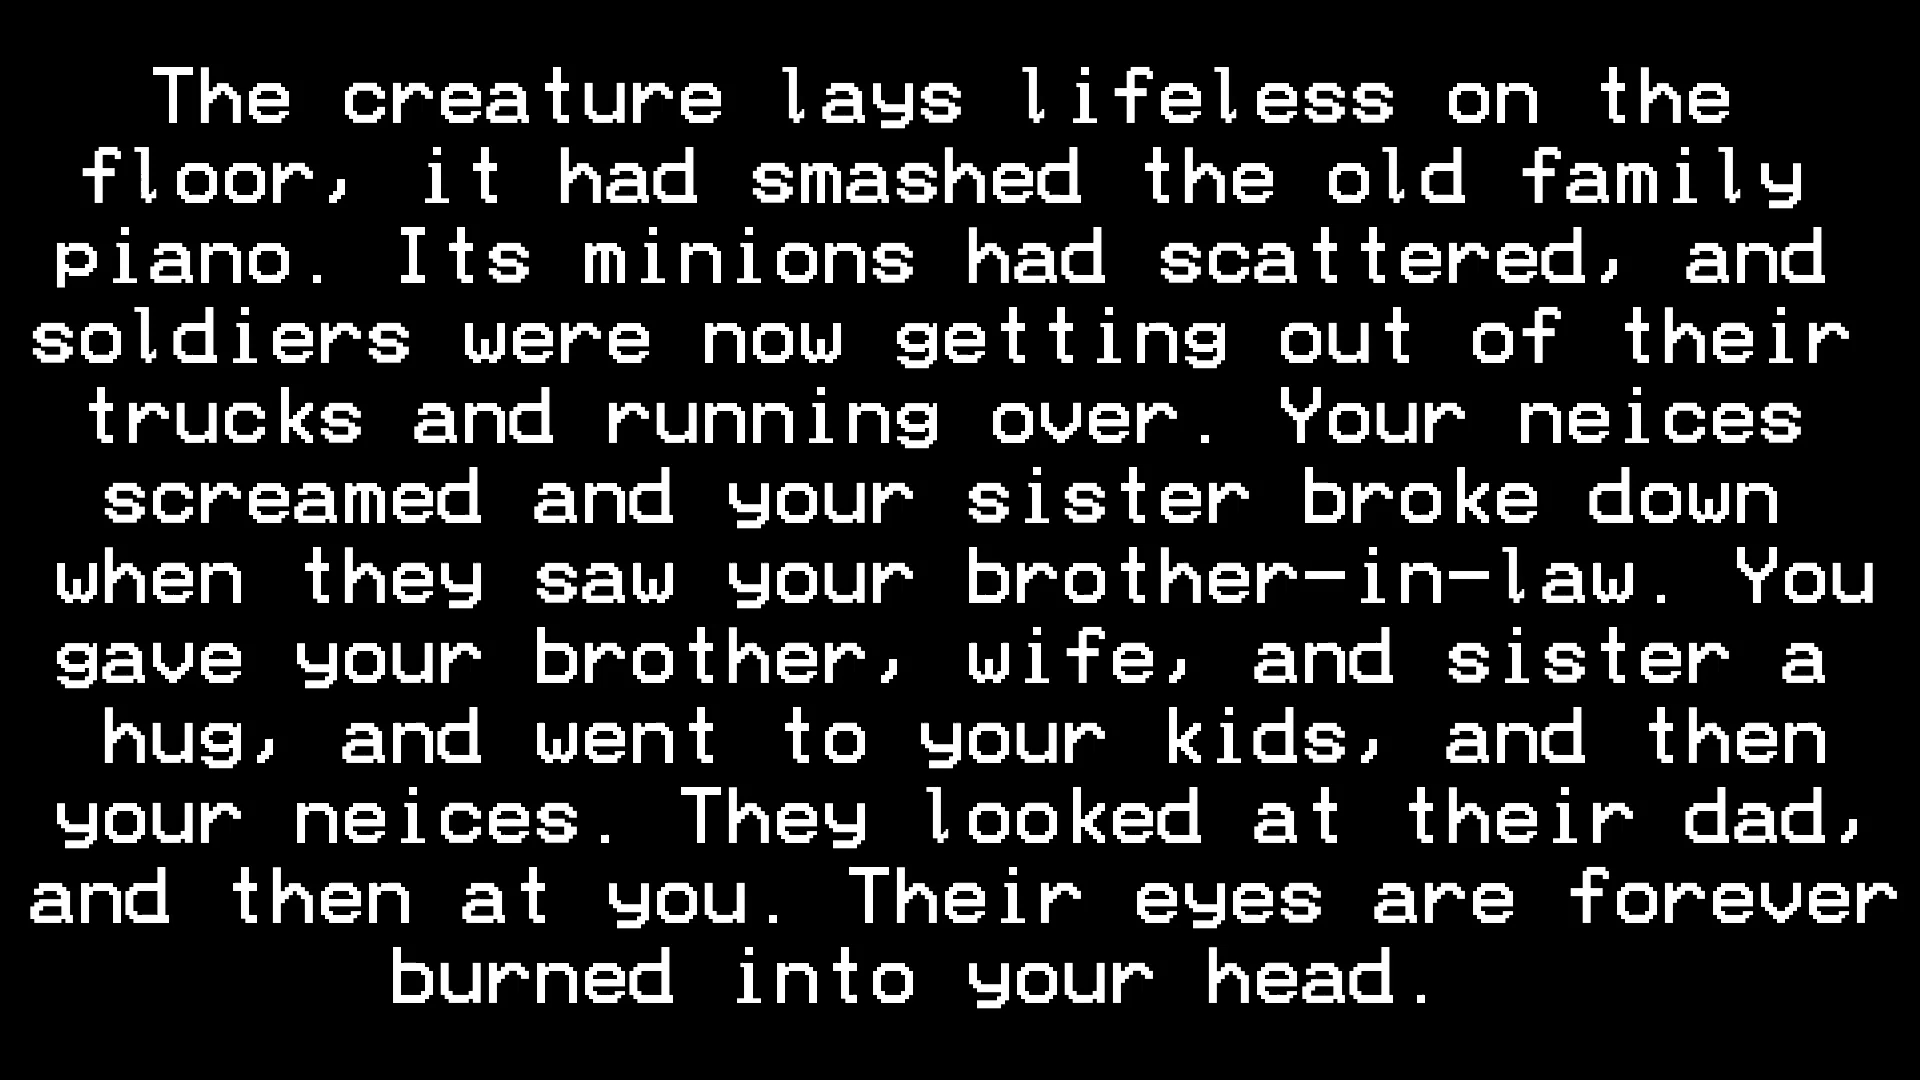 The creature lays lifeless on the
floor, it had smashed the old family
piano. Its minions had scattered, and
soldiers were now getting out of their
trucks and running over. Your neices
screamed and your sister broke down
when they saw your brother-in-law. You
gave your brother, wife, and sister a
hug, and went to your kids, and then
your neices. They looked at their dad,
and then at you. Their eyes are forever
burned into your head.